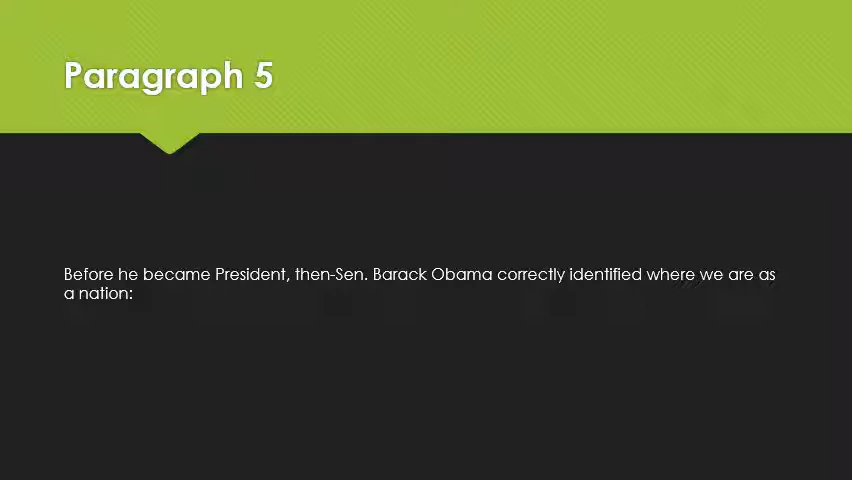 Paragraph 5
Before he became President, then-Sen. Barack Obama correctly identified where we are as
a nation: